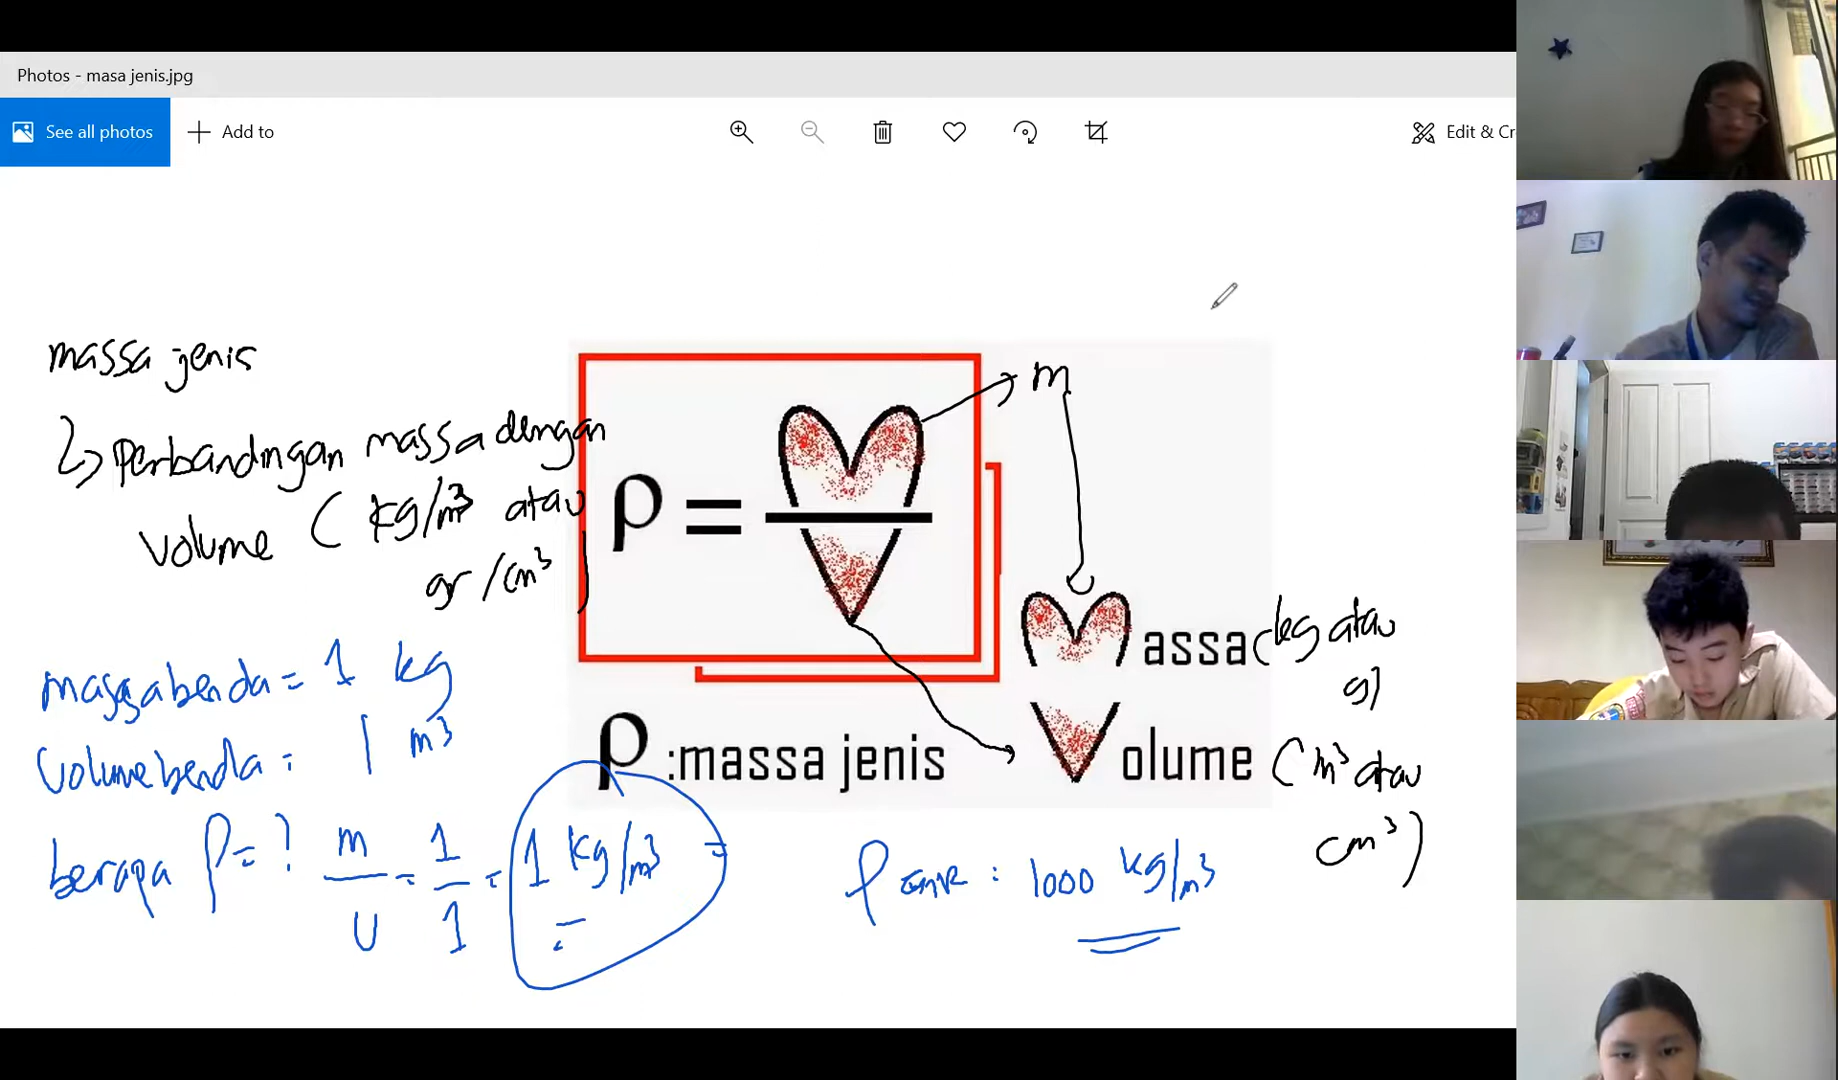 Photos - masa jenis.jpg
See all photos
Add to
Edit & Cr
massa jenis
↳ Perbandingan massa dengan
volume ( kg/m³ atau
gr/cm³ )
ρ =
m
assa (kg atau
g)
ρ :massa jenis
olume ( m³ atau
cm³ )
massa benda = 1 kg
Volume benda = 1 m³
berapa ρ = ? m/v = 1/1 = 1 kg/m³ =
ρ : 1000 kg/m³